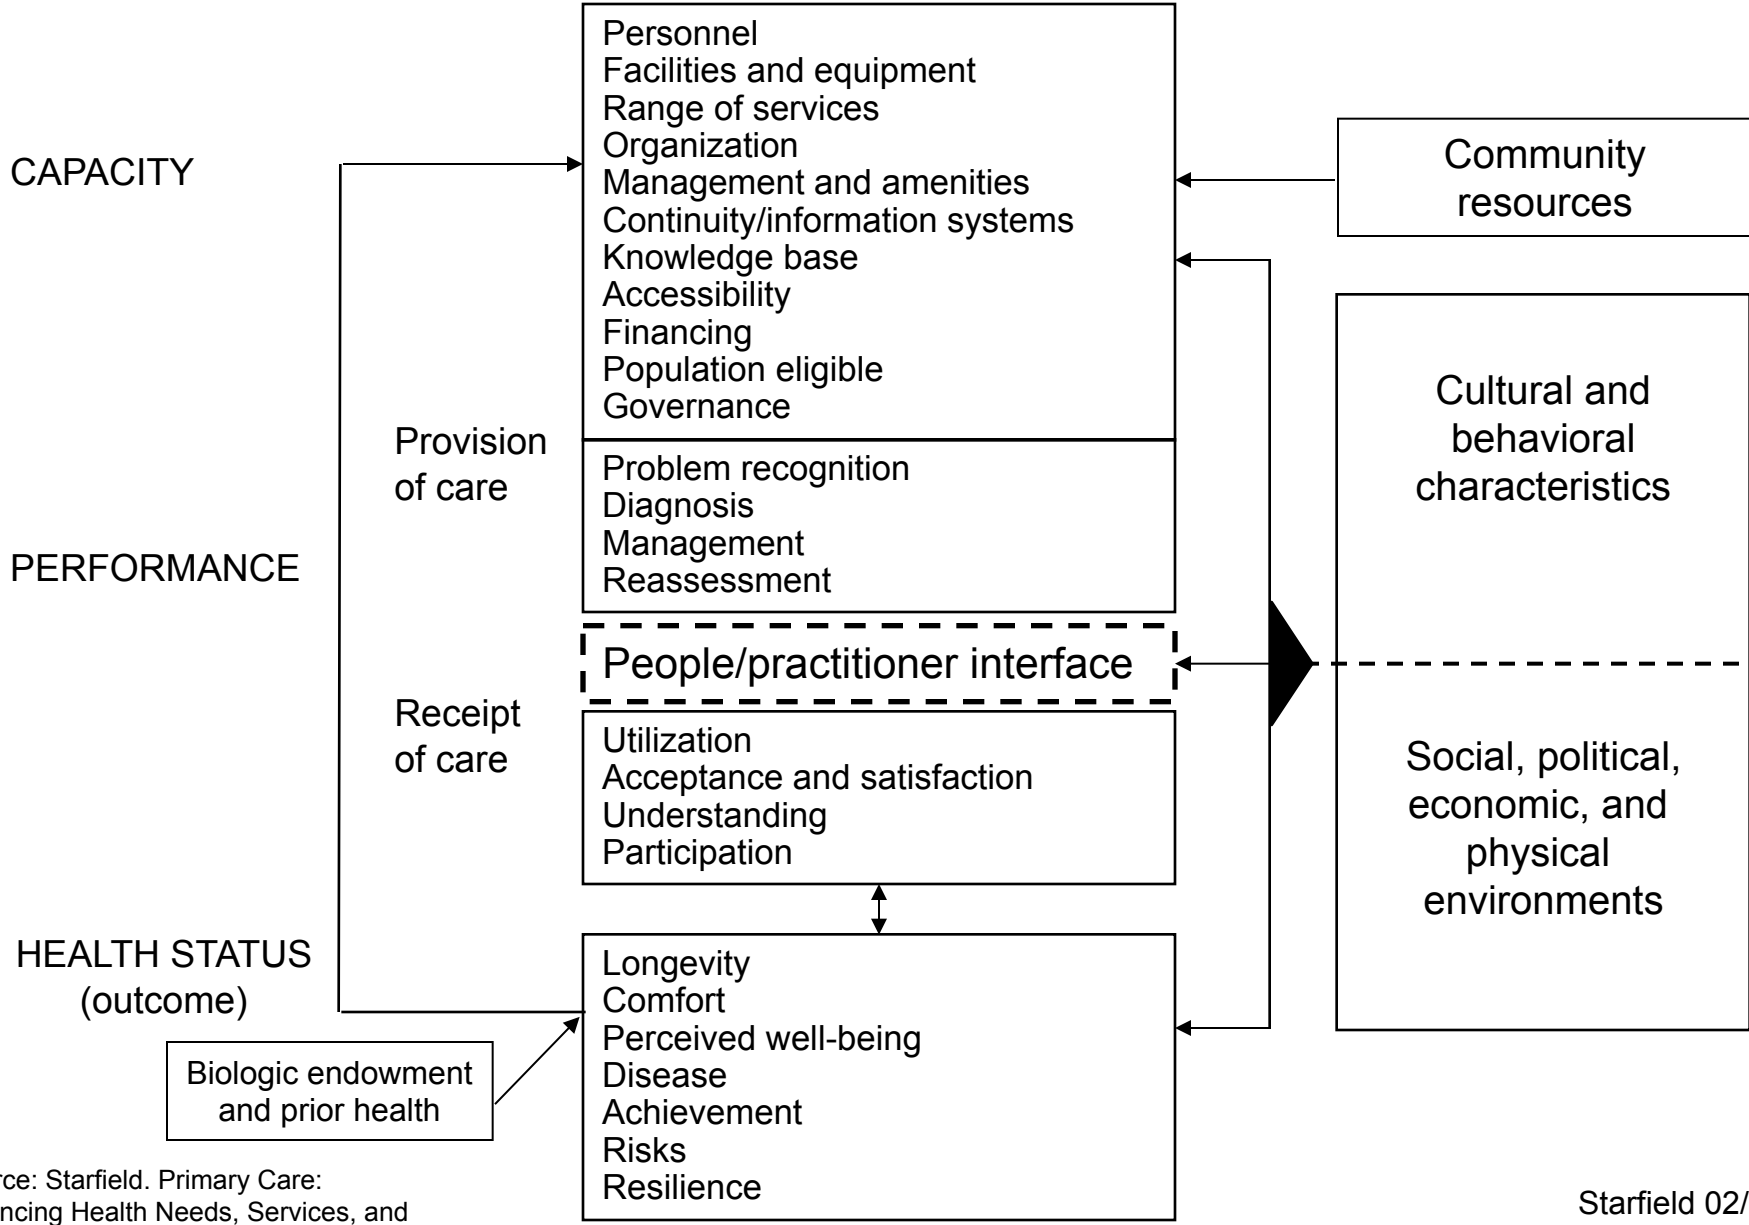 CAPACITY
Personnel
Facilities and equipment
Range of services
Organization
Management and amenities
Continuity/information systems
Knowledge base
Accessibility
Financing
Population eligible
Governance
Community
resources
Provision
of care
PERFORMANCE
Problem recognition
Diagnosis
Management
Reassessment
People/practitioner interface
Receipt
of care
Utilization
Acceptance and satisfaction
Understanding
Participation
Cultural and
behavioral
characteristics
Social, political,
economic, and
physical
environments
HEALTH STATUS
(outcome)
Longevity
Comfort
Perceived well-being
Disease
Achievement
Risks
Resilience
Biologic endowment
and prior health
rce: Starfield. Primary Care:
ncing Health Needs, Services, and
Starfield 02/